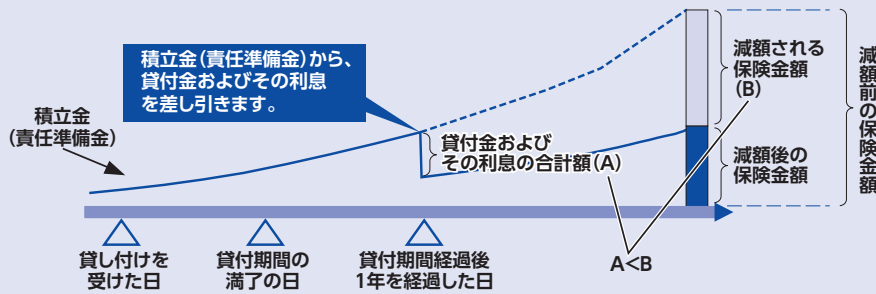 積立金(責任準備金)から、
貸付金およびその利息
を差し引きます。
積立金
(責任準備金)
貸付金および
その利息の合計額(A)
減額される
保険金額
(B)
減額後の
保険金額
減額前の保険金額
貸し付けを
受けた日
貸付期間の
満了の日
貸付期間経過後
1年を経過した日
A<B